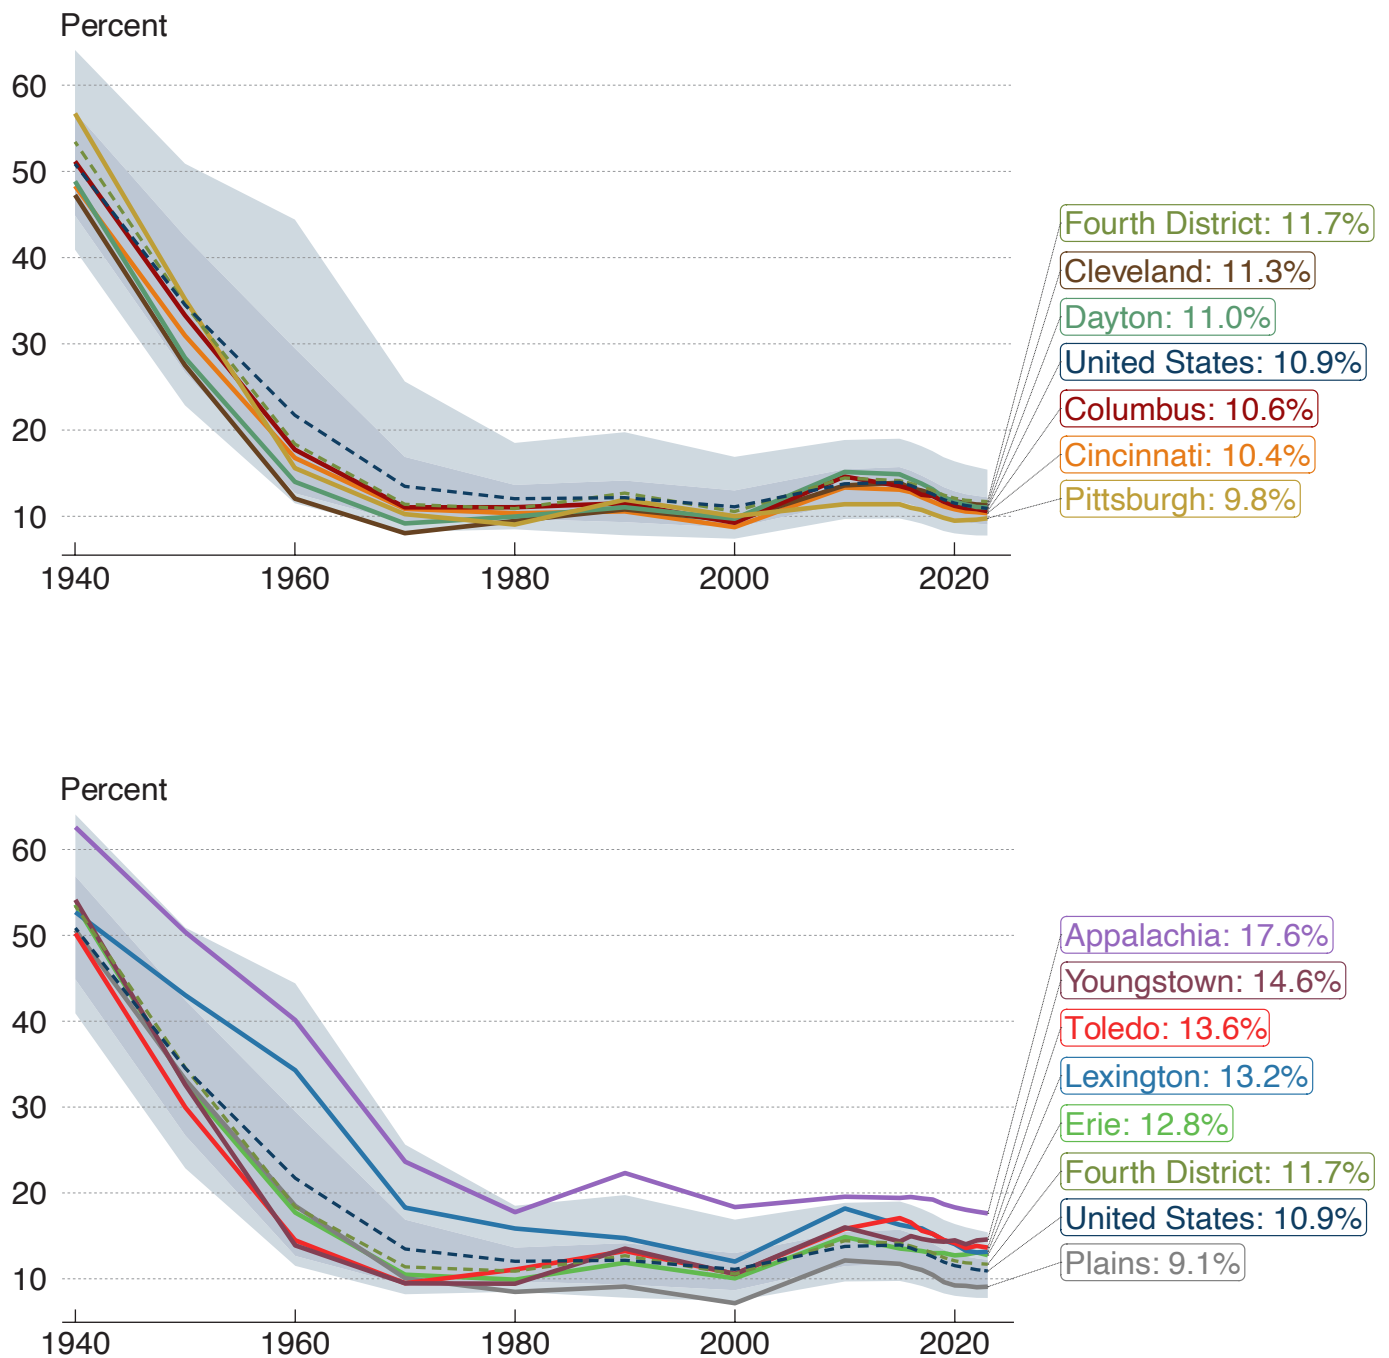 Percent
60
50
40
30
20
10
1940 1960 1980 2000 2020
Fourth District: 11.7%
Cleveland: 11.3%
Dayton: 11.0%
United States: 10.9%
Columbus: 10.6%
Cincinnati: 10.4%
Pittsburgh: 9.8%
Percent
60
50
40
30
20
10
1940 1960 1980 2000 2020
Appalachia: 17.6%
Youngstown: 14.6%
Toledo: 13.6%
Lexington: 13.2%
Erie: 12.8%
Fourth District: 11.7%
United States: 10.9%
Plains: 9.1%